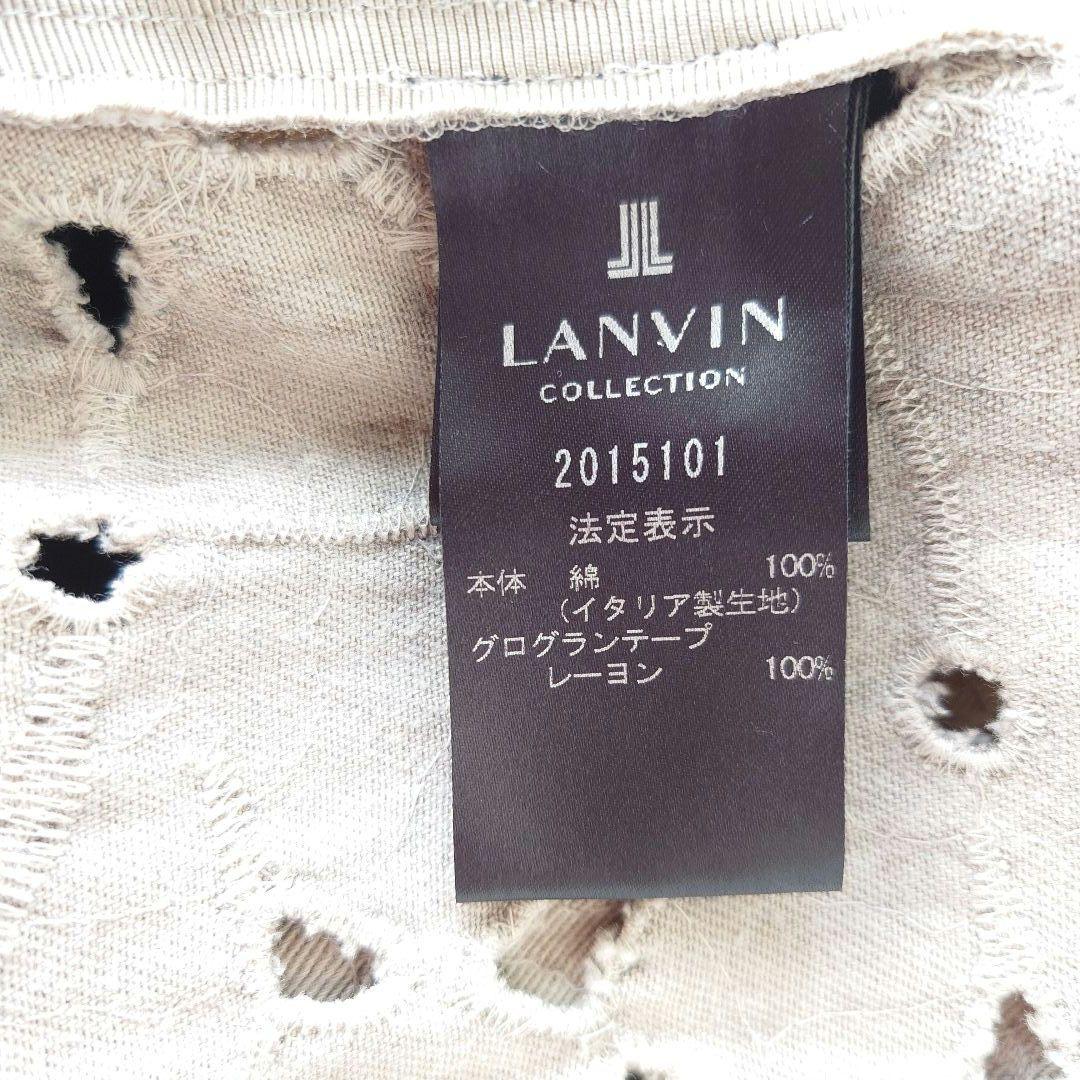 LANVIN
COLLECTION
2015101
法定表示
本体 綿 100%
(イタリア製生地)
グログランテープ
レーヨン 100%